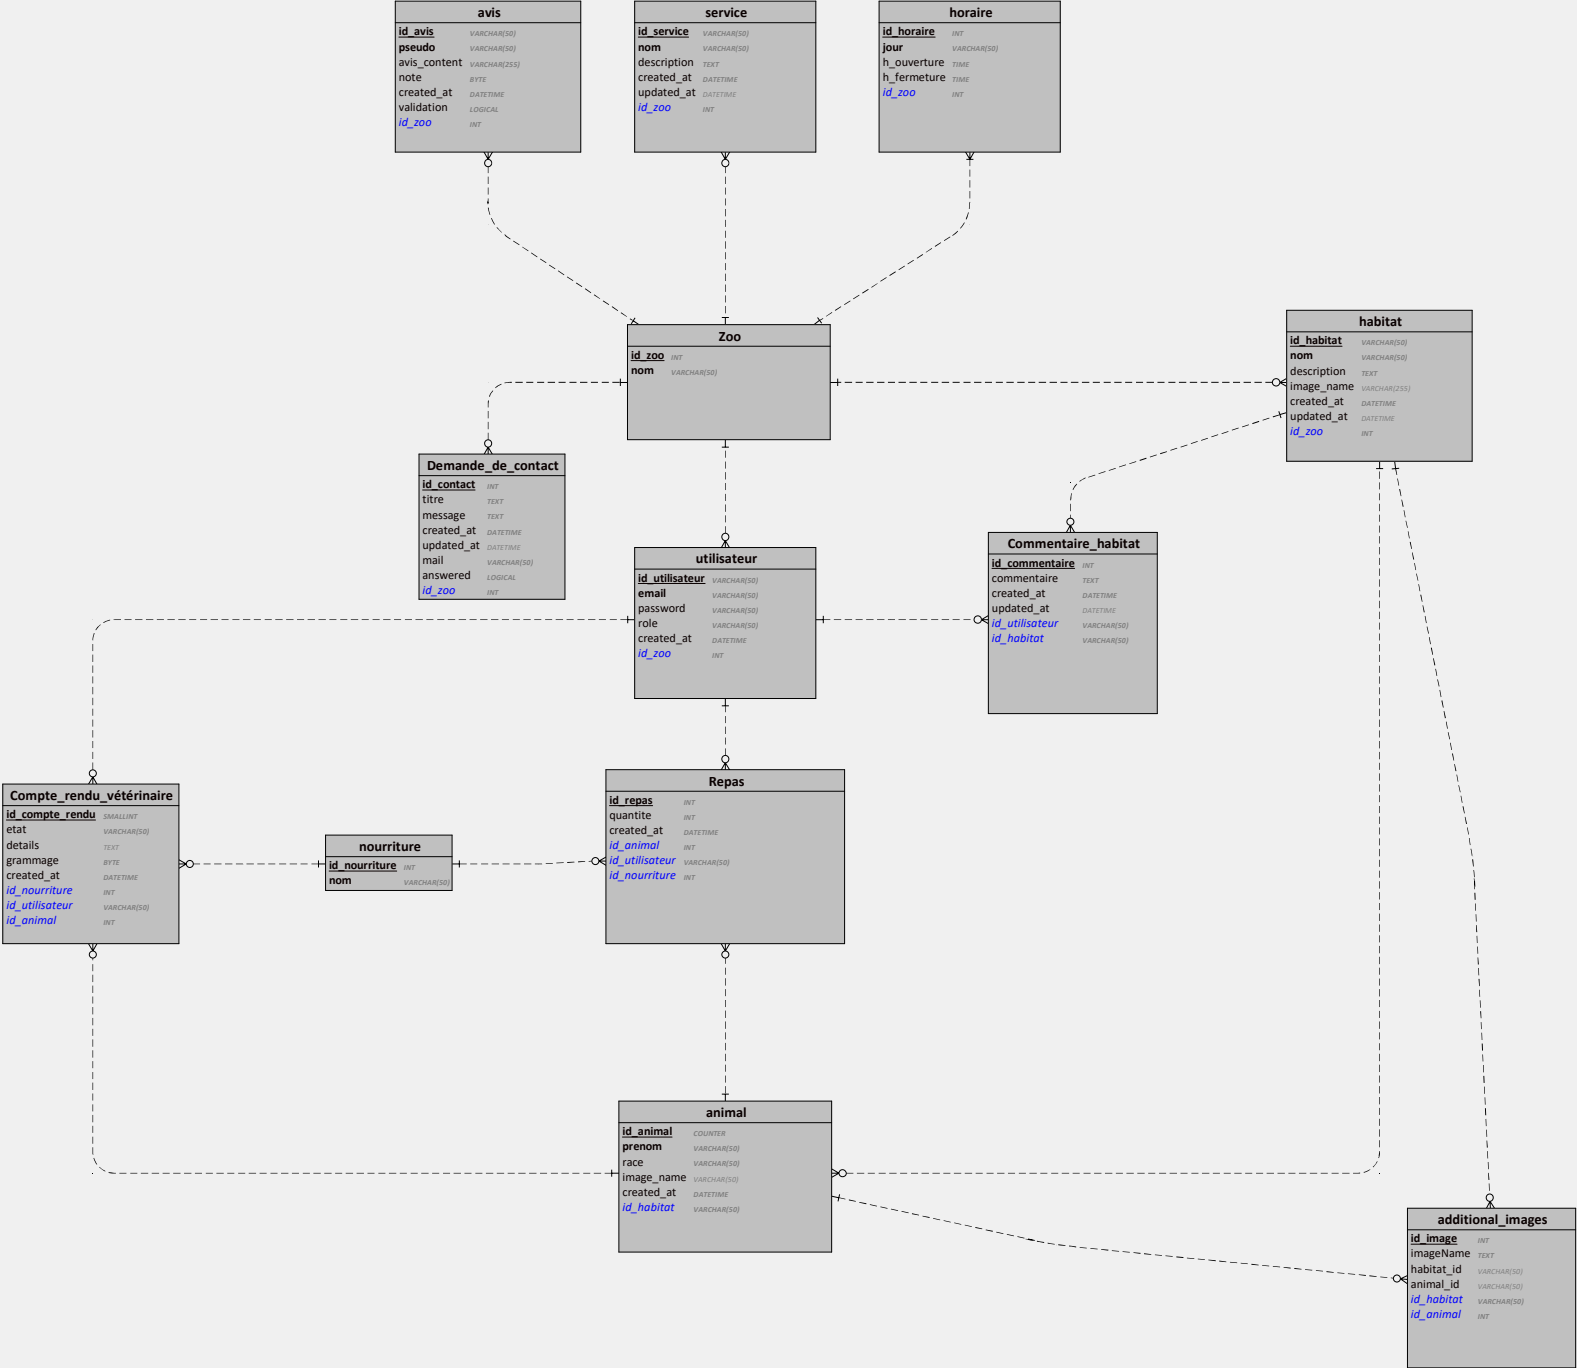 avis
id_avis VARCHAR(50)
pseudo VARCHAR(50)
avis_content VARCHAR(255)
note BYTE
created_at DATETIME
validation LOGICAL
id_zoo INT
service
id_service VARCHAR(50)
nom VARCHAR(50)
description TEXT
created_at DATETIME
updated_at DATETIME
id_zoo INT
horaire
id_horaire INT
jour VARCHAR(50)
h_ouverture TIME
h_fermeture TIME
id_zoo INT
Zoo
id_zoo INT
nom VARCHAR(50)
habitat
id_habitat VARCHAR(50)
nom VARCHAR(50)
description TEXT
image_name VARCHAR(255)
created_at DATETIME
updated_at DATETIME
id_zoo INT
Demande_de_contact
id_contact INT
titre TEXT
message TEXT
created_at DATETIME
updated_at DATETIME
mail VARCHAR(50)
answered LOGICAL
id_zoo INT
utilisateur
id_utilisateur VARCHAR(50)
email VARCHAR(50)
password VARCHAR(50)
role VARCHAR(50)
created_at DATETIME
id_zoo INT
Commentaire_habitat
id_commentaire INT
commentaire TEXT
created_at DATETIME
updated_at DATETIME
id_utilisateur VARCHAR(50)
id_habitat VARCHAR(50)
Compte_rendu_vétérinaire
id_compte_rendu SMALLINT
etat VARCHAR(50)
details TEXT
grammage BYTE
created_at DATETIME
id_nourriture INT
id_utilisateur VARCHAR(50)
id_animal INT
nourriture
id_nourriture INT
nom VARCHAR(50)
Repas
id_repas INT
quantite INT
created_at DATETIME
id_animal INT
id_utilisateur VARCHAR(50)
id_nourriture INT
animal
id_animal COUNTER
prenom VARCHAR(50)
race VARCHAR(50)
image_name VARCHAR(50)
created_at DATETIME
id_habitat VARCHAR(50)
additional_images
id_image INT
imageName TEXT
habitat_id VARCHAR(50)
animal_id VARCHAR(50)
id_habitat VARCHAR(50)
id_animal INT